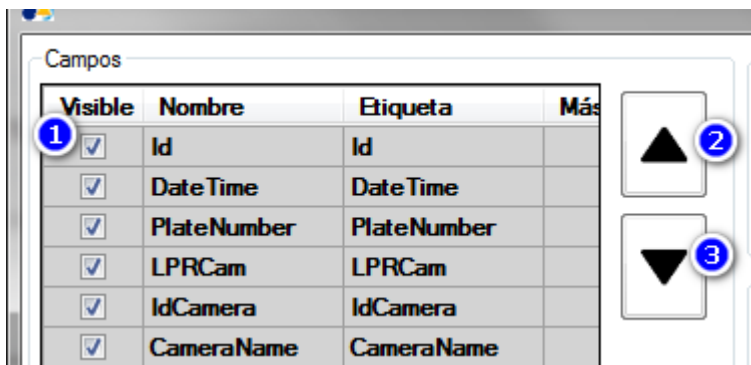 Campos
Visible Nombre Etiqueta Más
1
Id Id
2
DateTime DateTime
PlateNumber PlateNumber
LPRCam LPRCam
3
IdCamera IdCamera
CameraName CameraName